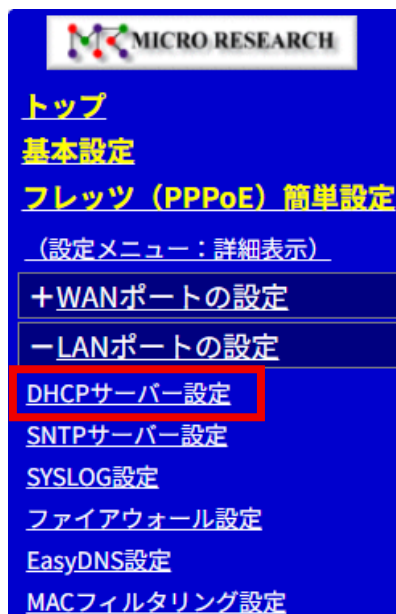 MICRO RESEARCH
トップ
基本設定
フレッツ（PPPoE）簡単設定
（設定メニュー：詳細表示）
+WANポートの設定
−LANポートの設定
DHCPサーバー設定
SNTPサーバー設定
SYSLOG設定
ファイアウォール設定
EasyDNS設定
MACフィルタリング設定